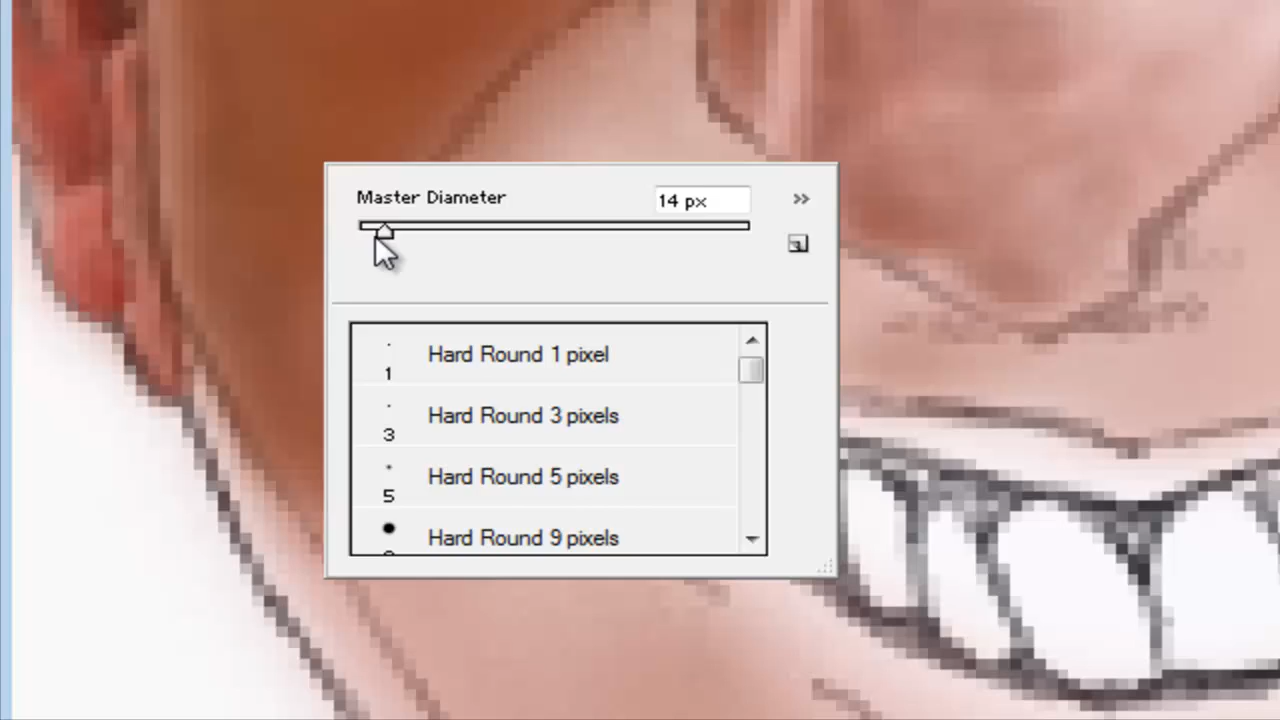 Master Diameter 14 px »
1 Hard Round 1 pixel
3 Hard Round 3 pixels
5 Hard Round 5 pixels
Hard Round 9 pixels